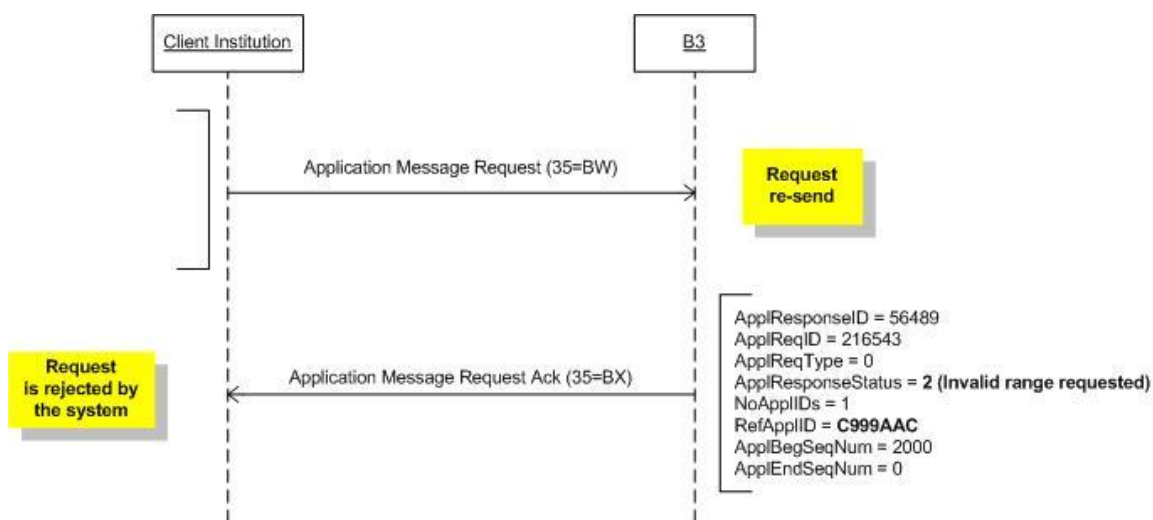 Client Institution
B3
Application Message Request (35=BW)
Request
re-send
Request
is rejected by
the system
Application Message Request Ack (35=BX)
ApplResponseID = 56489
ApplReqID = 216543
ApplReqType = 0
ApplResponseStatus = 2 (Invalid range requested)
NoApplIDs = 1
RefApplID = C999AAC
ApplBegSeqNum = 2000
ApplEndSeqNum = 0